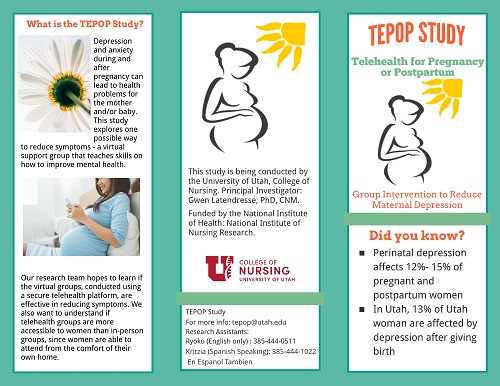 What is the TEPOP Study?
Depression
and anxiety
during and
after
pregnancy can
lead to health
problems for
the mother
and/or baby.
This study
explores one
possible way
to reduce symptoms - a virtual
support group that teaches skills on
how to improve mental health.
Our research team hopes to learn if
the virtual groups, conducted using
a secure telehealth platform, are
effective in reducing symptoms. We
also want to understand if
telehealth groups are more
accessible to women than in-person
groups, since women are able to
attend from the comfort of their
own home.
This study is being conducted by
the University of Utah, College of
Nursing. Principal Investigator:
Gwen Latendresse, PhD, CNM.
Funded by the National Institute
of Health: National Institute of
Nursing Research.
U
COLLEGE OF
NURSING
UNIVERSITY OF UTAH
TEPOP Study
For more info: tepop@utah.edu
Research Assistants:
Ryoko (English only) : 385-444-0511
Kritzia (Spanish Speaking): 385-444-1022
En Espanol Tambien
TEPOP STUDY
Telehealth for Pregnancy
or Postpartum
Group Intervention to Reduce
Maternal Depression
Did you know?
▪ Perinatal depression
affects 12%- 15% of
pregnant and
postpartum women
▪ In Utah, 13% of Utah
woman are affected by
depression after giving
birth